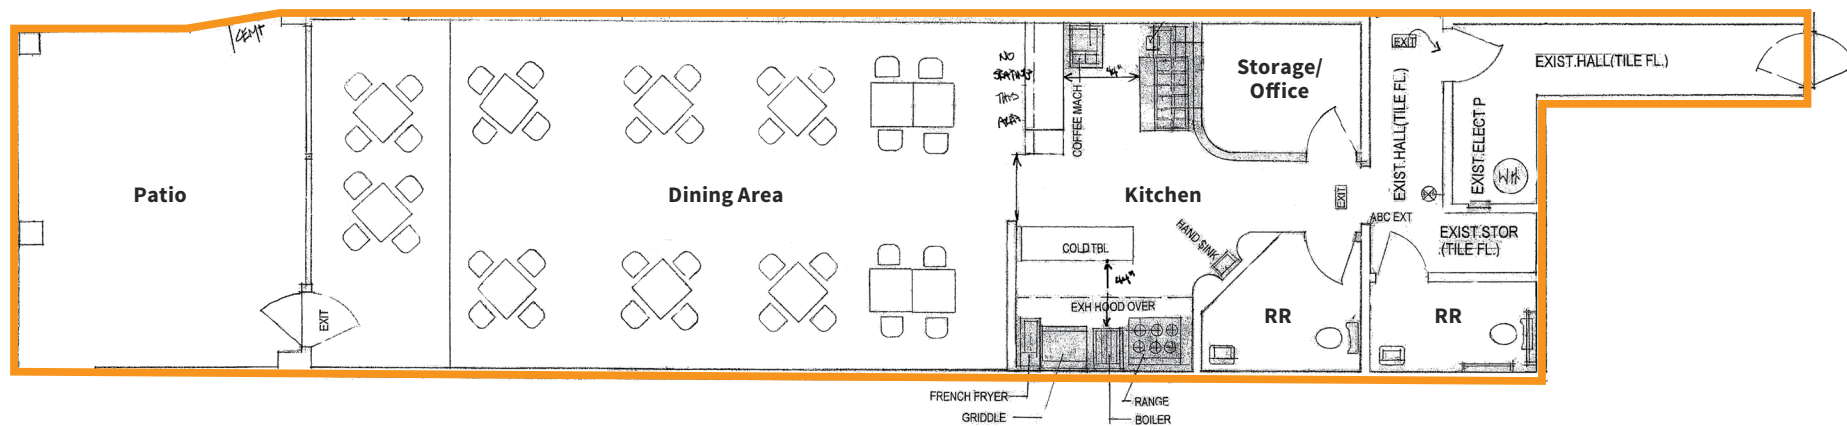 CEMT
Patio
EXIT
Dining Area
NO
SEATING
THIS
AREA
COFFEE MACH
44"
Storage/
Office
Kitchen
EXIT
COLD TBL
44"
HAND SINK
EXH HOOD OVER
RR
FRENCH FRYER
GRIDDLE
RANGE
BOILER
EXIT
EXIST.HALL(TILE FL.)
EXIST.HALL(TILE FL.)
EXIST.ELECT P
WH
ABC EXT
EXIST.STOR
(TILE FL.)
RR